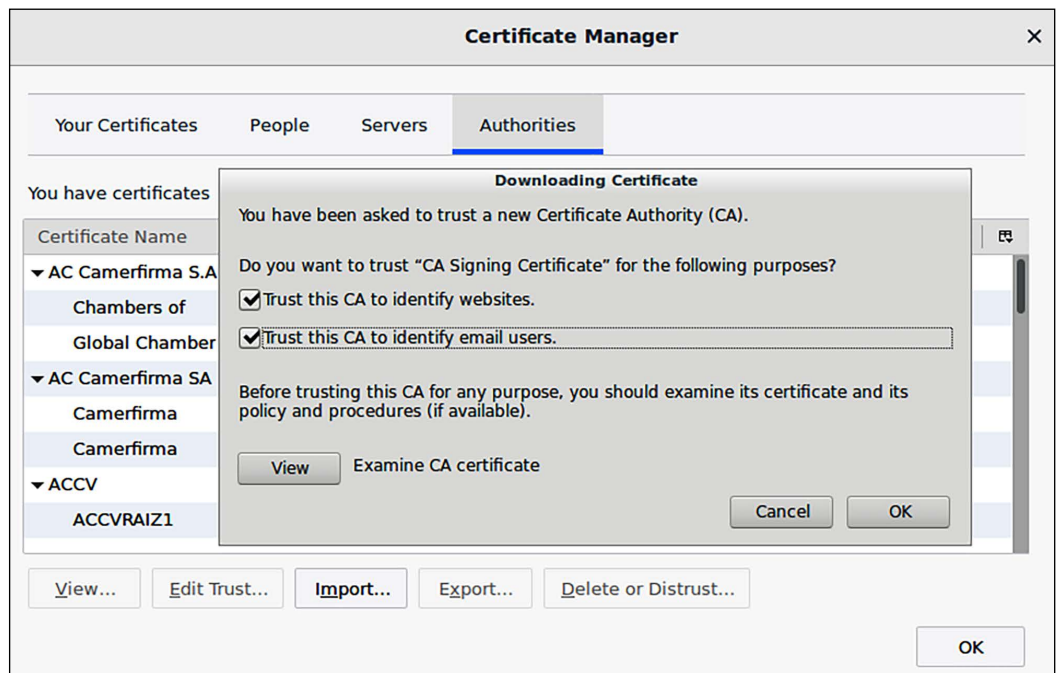 Certificate Manager
Your Certificates People Servers Authorities
You have certificates
Certificate Name
AC Camerfirma S.A
Chambers of
Global Chamber
AC Camerfirma SA
Camerfirma
Camerfirma
ACCV
ACCVRAIZ1
Downloading Certificate
You have been asked to trust a new Certificate Authority (CA).
Do you want to trust “CA Signing Certificate” for the following purposes?
Trust this CA to identify websites.
Trust this CA to identify email users.
Before trusting this CA for any purpose, you should examine its certificate and its
policy and procedures (if available).
View Examine CA certificate
Cancel OK
View... Edit Trust... Import... Export... Delete or Distrust...
OK